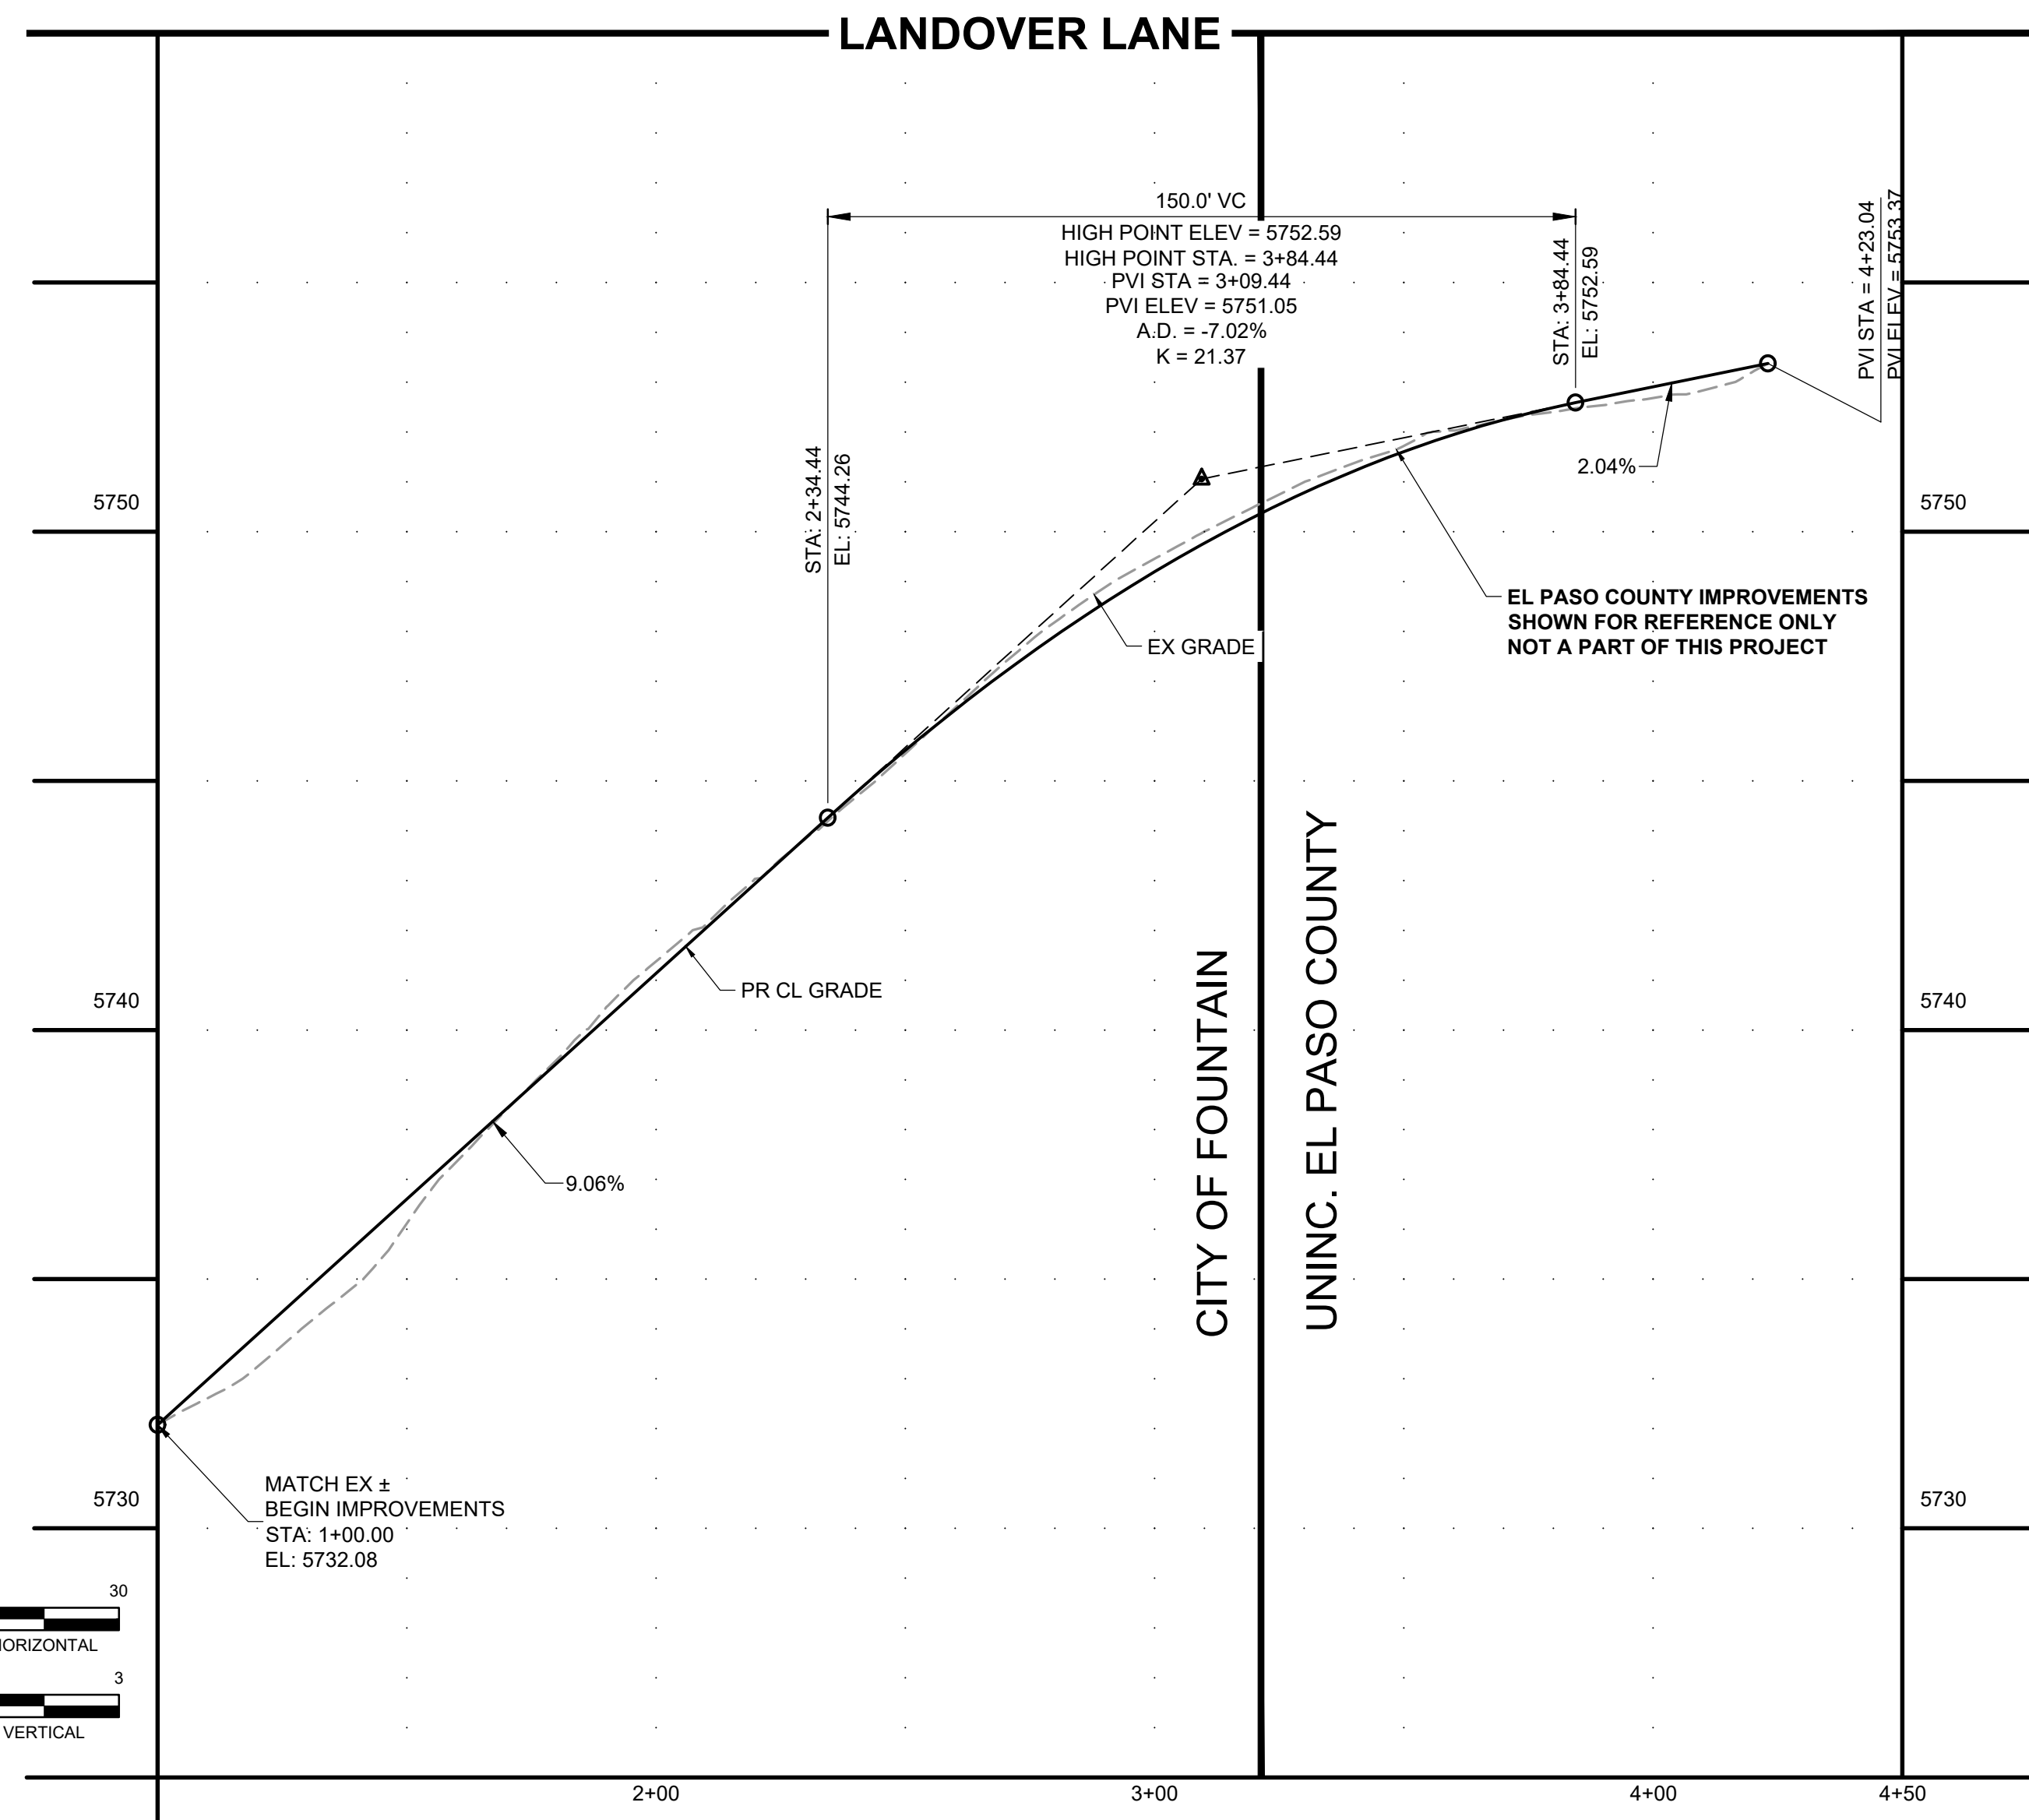 LANDOVER LANE
150.0' VC
HIGH POINT ELEV = 5752.59
HIGH POINT STA. = 3+84.44
PVI STA = 3+09.44
PVI ELEV = 5751.05
A.D. = -7.02%
K = 21.37
STA: 2+34.44
EL: 5744.26
STA: 3+84.44
EL: 5752.59
PVI STA = 4+23.04
PVI ELEV = 5753.37
2.04%
5750
5750
EL PASO COUNTY IMPROVEMENTS
SHOWN FOR REFERENCE ONLY
NOT A PART OF THIS PROJECT
EX GRADE
PR CL GRADE
5740
5740
CITY OF FOUNTAIN
UNINC. EL PASO COUNTY
9.06%
MATCH EX ±
BEGIN IMPROVEMENTS
STA: 1+00.00
EL: 5732.08
5730
5730
30
HORIZONTAL
3
VERTICAL
2+00
3+00
4+00
4+50